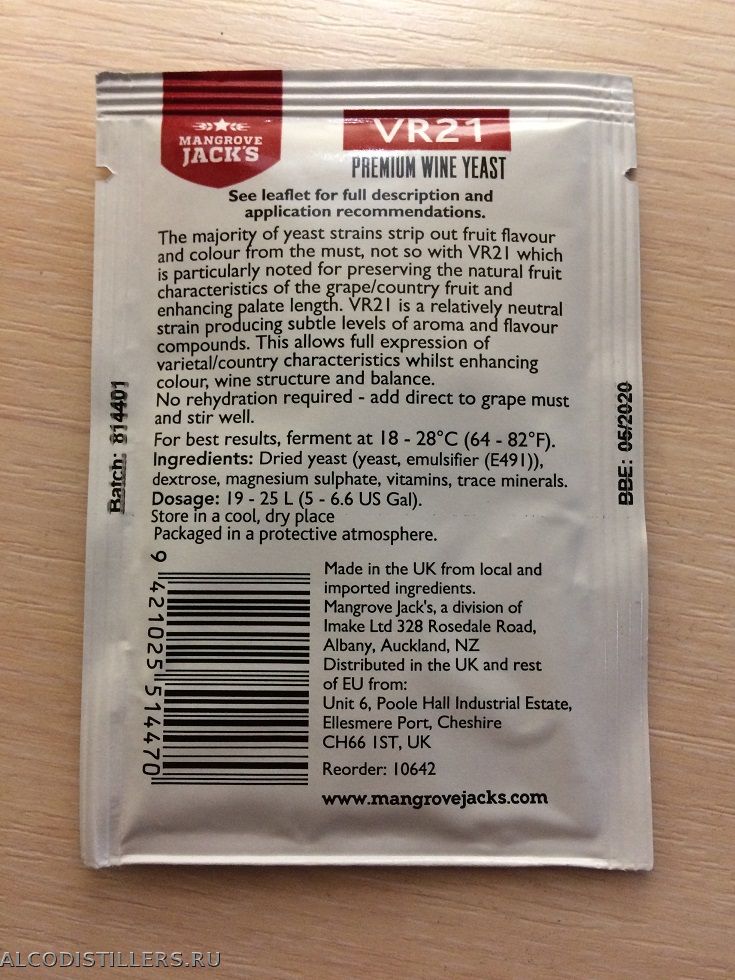 MANGROVE
JACK'S
VR21
PREMIUM WINE YEAST
See leaflet for full description and
application recommendations.
The majority of yeast strains strip out fruit flavour
and colour from the must, not so with VR21 which
is particularly noted for preserving the natural fruit
characteristics of the grape/country fruit and
enhancing palate length. VR21 is a relatively neutral
strain producing subtle levels of aroma and flavour
compounds. This allows full expression of
varietal/country characteristics whilst enhancing
colour, wine structure and balance.
No rehydration required - add direct to grape must
and stir well.
For best results, ferment at 18 - 28°C (64 - 82°F).
Ingredients: Dried yeast (yeast, emulsifier (E491)),
dextrose, magnesium sulphate, vitamins, trace minerals.
Dosage: 19 - 25 L (5 - 6.6 US Gal).
Store in a cool, dry place
Packaged in a protective atmosphere.
Batch: 814401
BBE: 05/2020
9 421025 514470
Made in the UK from local and
imported ingredients.
Mangrove Jack's, a division of
Imake Ltd 328 Rosedale Road,
Albany, Auckland, NZ
Distributed in the UK and rest
of EU from:
Unit 6, Poole Hall Industrial Estate,
Ellesmere Port, Cheshire
CH66 1ST, UK
Reorder: 10642
www.mangrovejacks.com
ALCODISTILLERS.RU